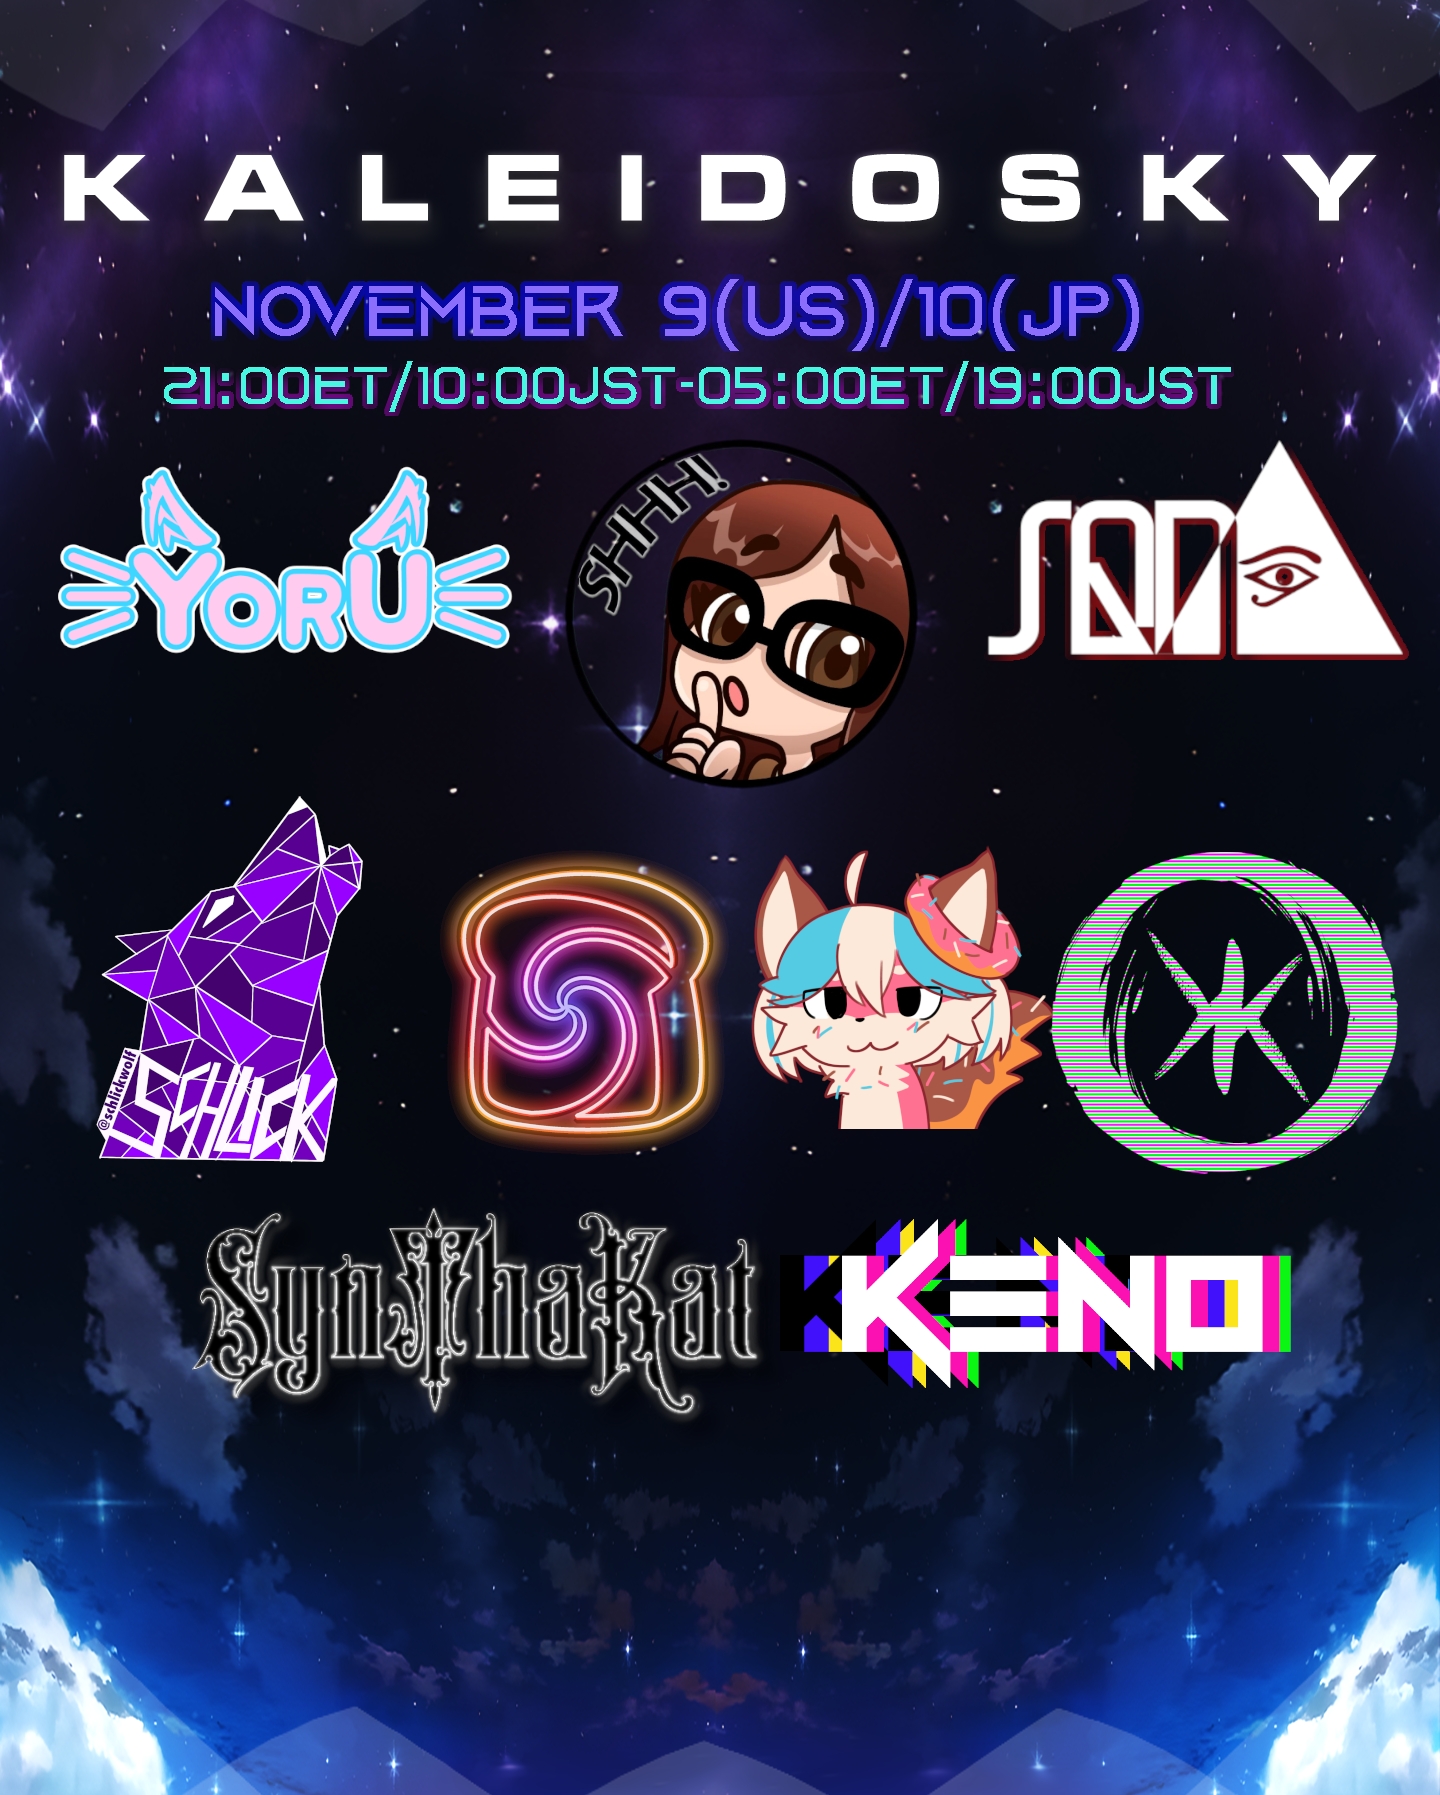 KALEIDOSKY
NOVEMBER 9(US)/10(JP)
21:00ET/10:00JST-05:00ET/19:00JST
YORU
SHHH!
@schlickwolf
SCHLICK
SynThaKat
KENO